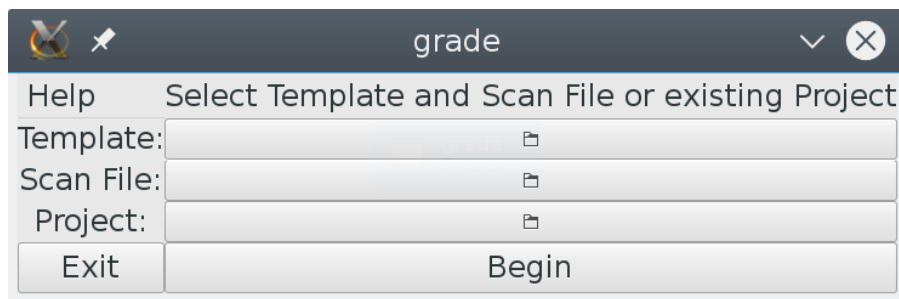 grade
Help Select Template and Scan File or existing Project
Template:
Scan File:
Project:
Exit Begin